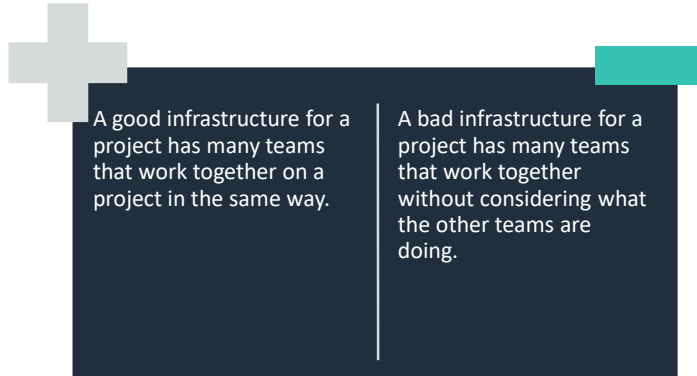 A good infrastructure for a
project has many teams
that work together on a
project in the same way.
A bad infrastructure for a
project has many teams
that work together
without considering what
the other teams are
doing.